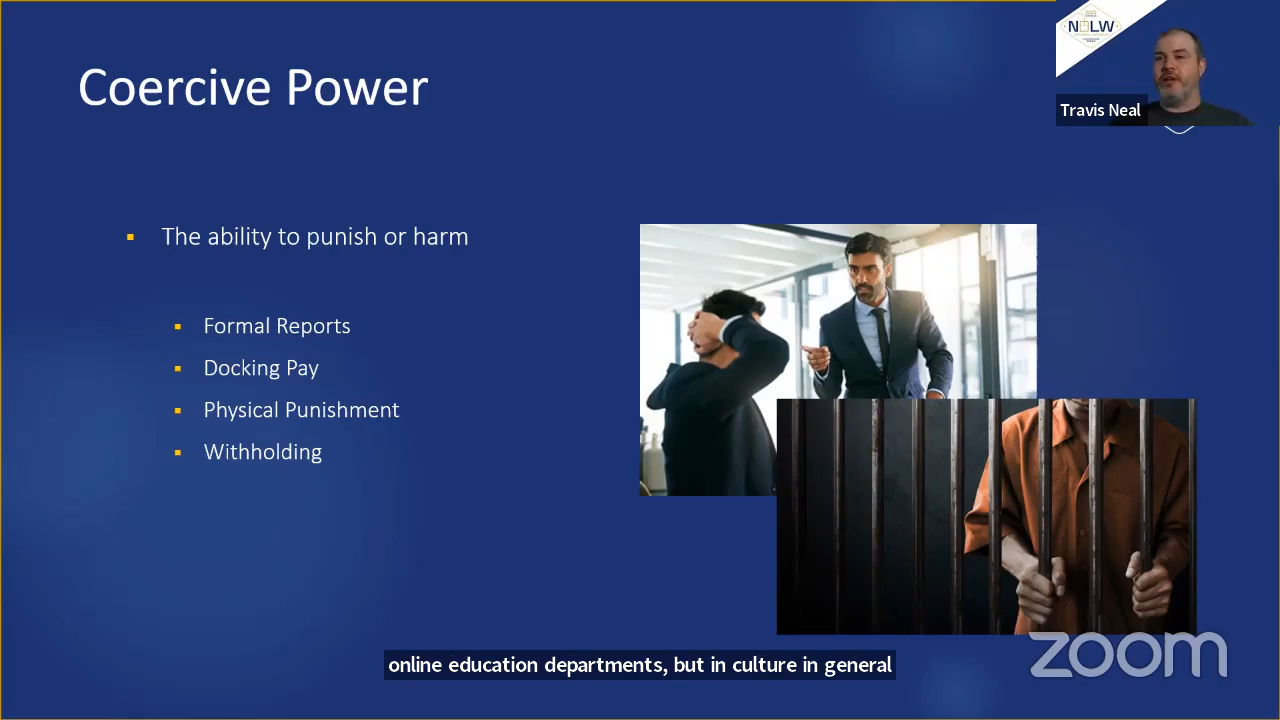 Coercive Power
NOLW
Travis Neal
▪ The ability to punish or harm
▪ Formal Reports
▪ Docking Pay
▪ Physical Punishment
▪ Withholding
online education departments, but in culture in general
zoom